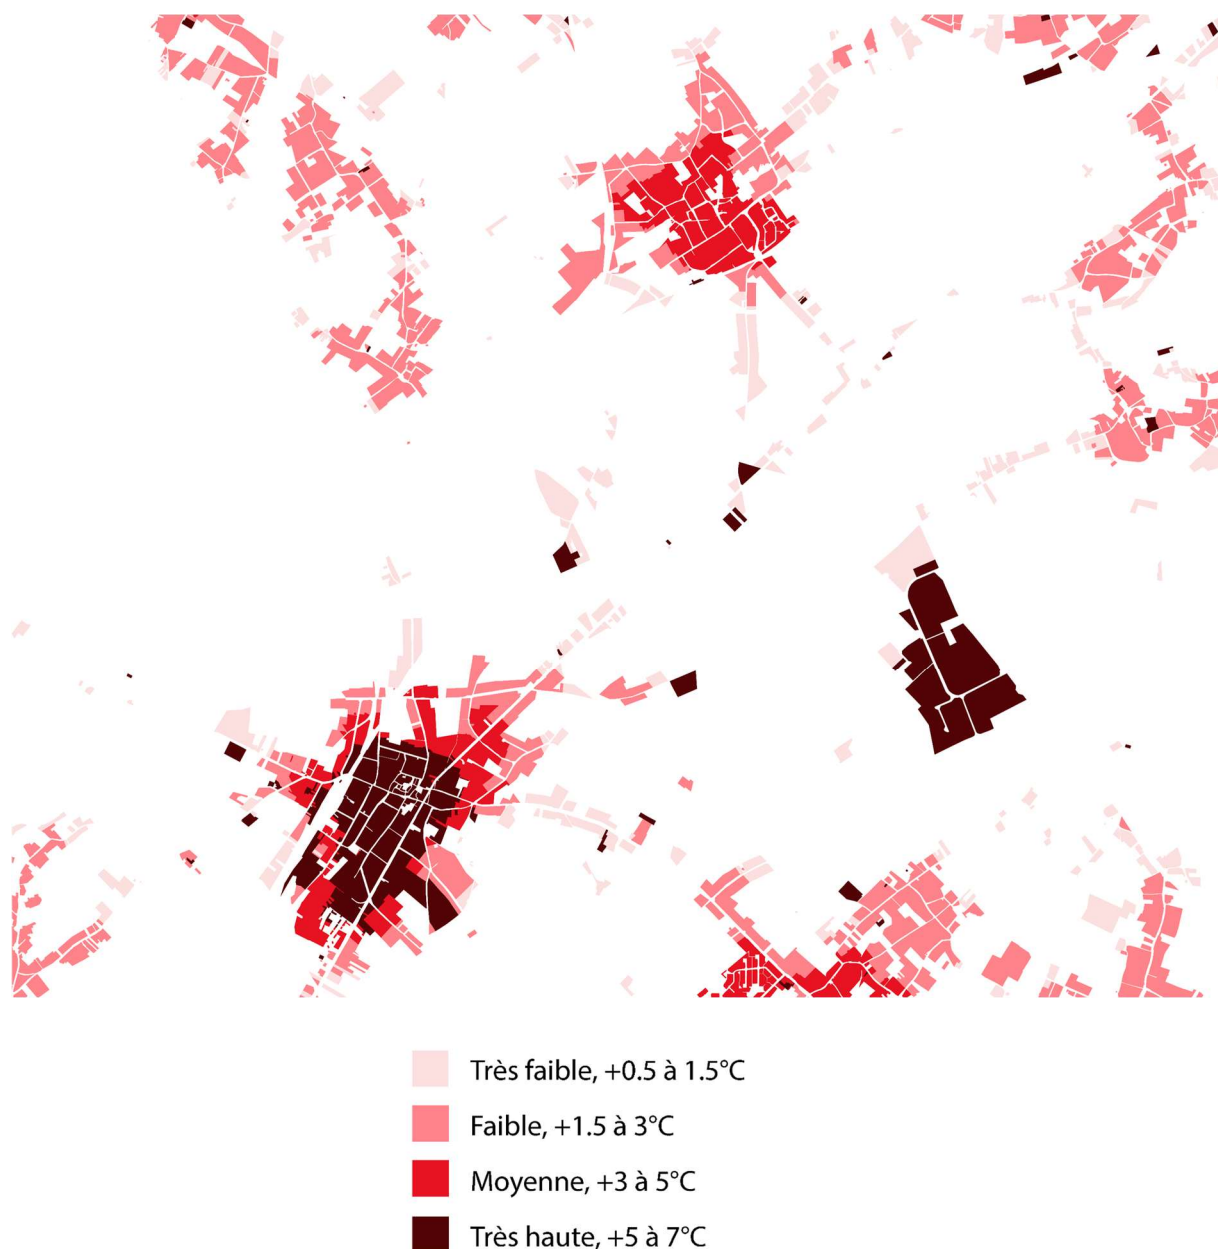 Très faible, +0.5 à 1.5°C
Faible, +1.5 à 3°C
Moyenne, +3 à 5°C
Très haute, +5 à 7°C